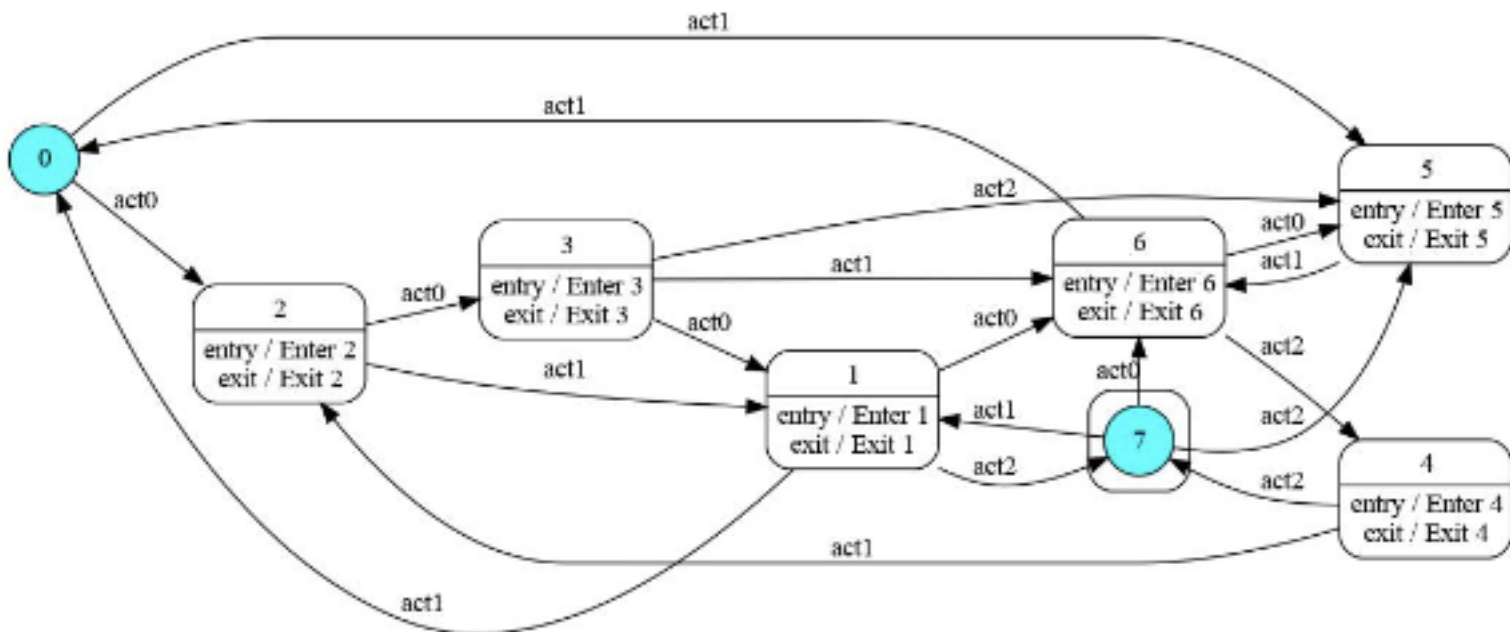 act1
act1
0
5
act2
act0
entry / Enter 5
exit / Exit 5
act0
3
6
act1
act1
entry / Enter 3
exit / Exit 3
entry / Enter 6
exit / Exit 6
act0
2
act0
act0
act2
entry / Enter 2
exit / Exit 2
act1
1
act0
entry / Enter 1
exit / Exit 1
act1
7
act2
4
act2
act2
entry / Enter 4
exit / Exit 4
act1
act1